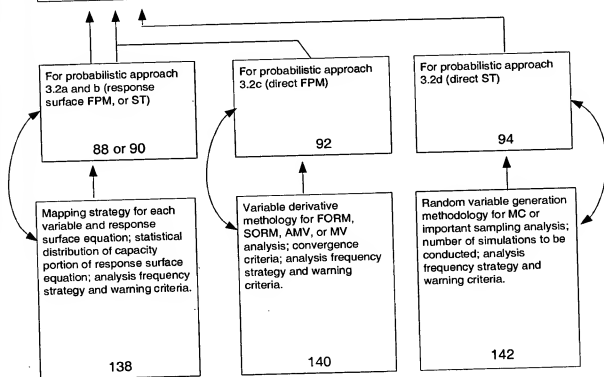 For probabilistic approach
3.2a and b (response
surface FPM, or ST)
88 or 90
For probabilistic approach
3.2c (direct FPM)
92
For probabilistic approach
3.2d (direct ST)
94
Mapping strategy for each
variable and response
surface equation; statistical
distribution of capacity
portion of response surface
equation; analysis frequency
strategy and warning criteria.
138
Variable derivative
methology for FORM,
SORM, AMV, or MV
analysis; convergence
criteria; analysis frequency
strategy and warning
criteria.
140
Random variable generation
methodology for MC or
important sampling analysis;
number of simulations to be
conducted; analysis
frequency strategy and
warning criteria.
142